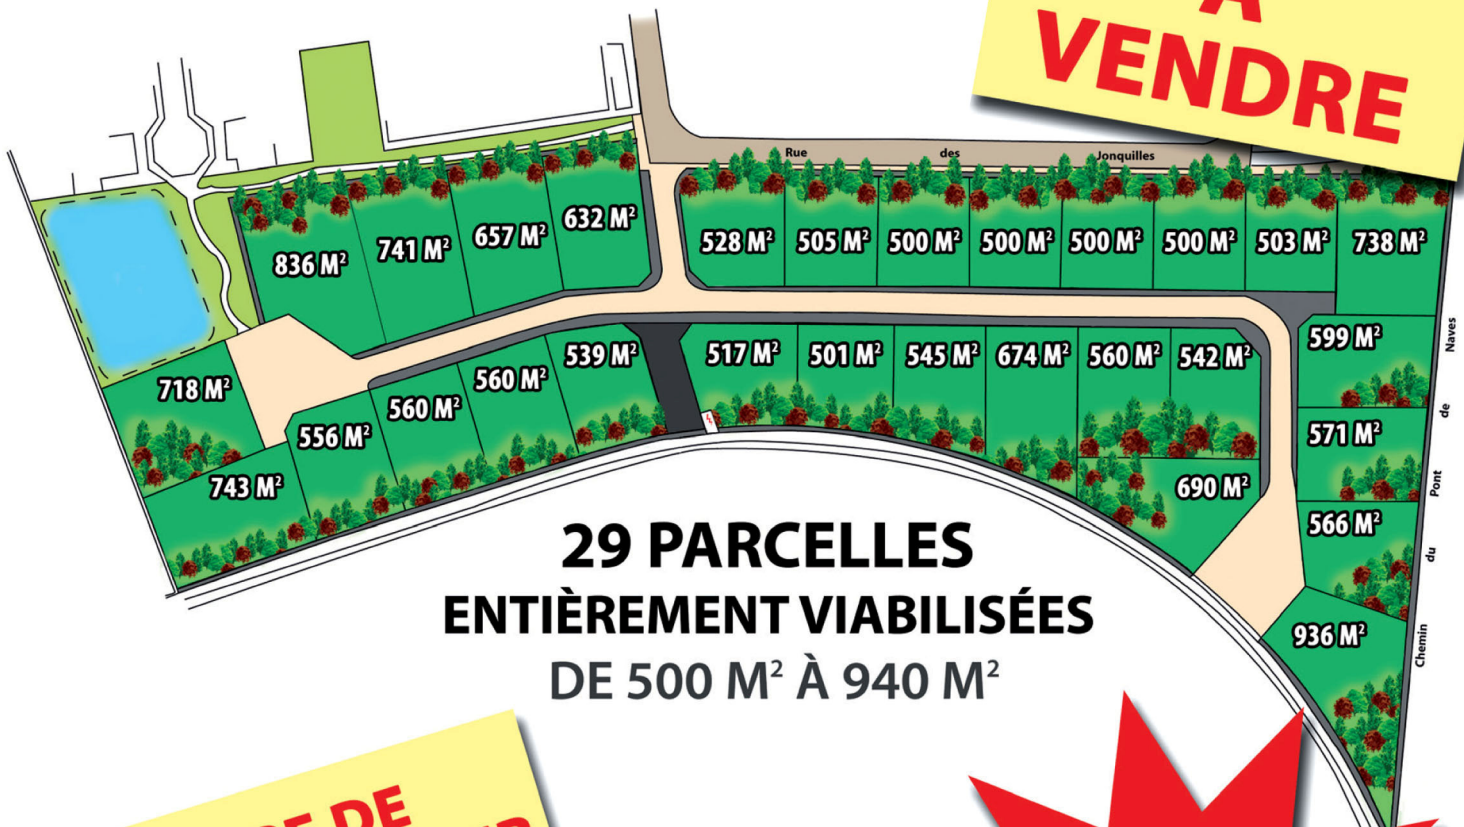 À
VENDRE
Rue des Jonquilles
632 M²
657 M²
741 M²
836 M²
528 M²
505 M²
500 M²
500 M²
500 M²
500 M²
503 M²
738 M²
718 M²
743 M²
556 M²
560 M²
560 M²
539 M²
517 M²
501 M²
545 M²
674 M²
560 M²
542 M²
690 M²
599 M²
571 M²
566 M²
936 M²
Chemin du Pont de Naves
29 PARCELLES
ENTIÈREMENT VIABILISÉES
DE 500 M² À 940 M²
DE